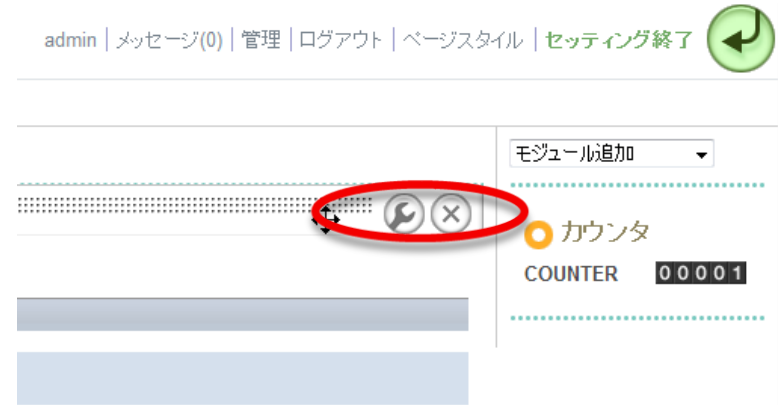 admin | メッセージ(0) | 管理 | ログアウト | ページスタイル | セッティング終了
モジュール追加
カウンタ
COUNTER 00001